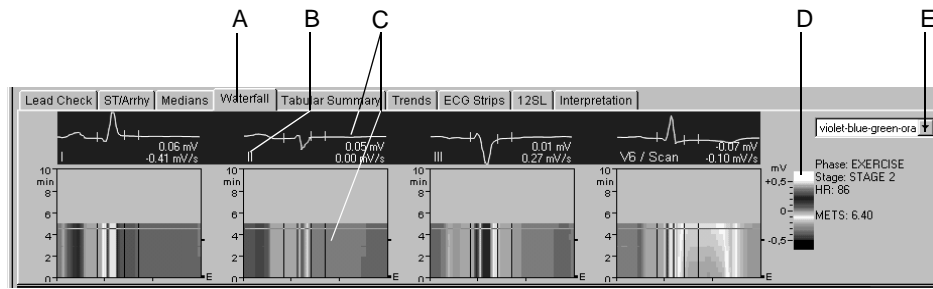 A B C D E
Lead Check ST/Arrhy Medians Waterfall Tabular Summary Trends ECG Strips 12SL Interpretation
violet-blue-green-ora
0.06 mV 0.05 mV 0.01 mV -0.07 mV
I -0.41 mV/s II 0.00 mV/s III 0.27 mV/s V6 / Scan -0.10 mV/s
Phase: EXERCISE
Stage: STAGE 2
HR: 86
METS: 6.40
mV
+0,5
0
-0,5
10 10 10 10
min min min min
8 8 8 8
6 6 6 6
4 4 4 4
2 2 2 2
0 E 0 E 0 E 0 E